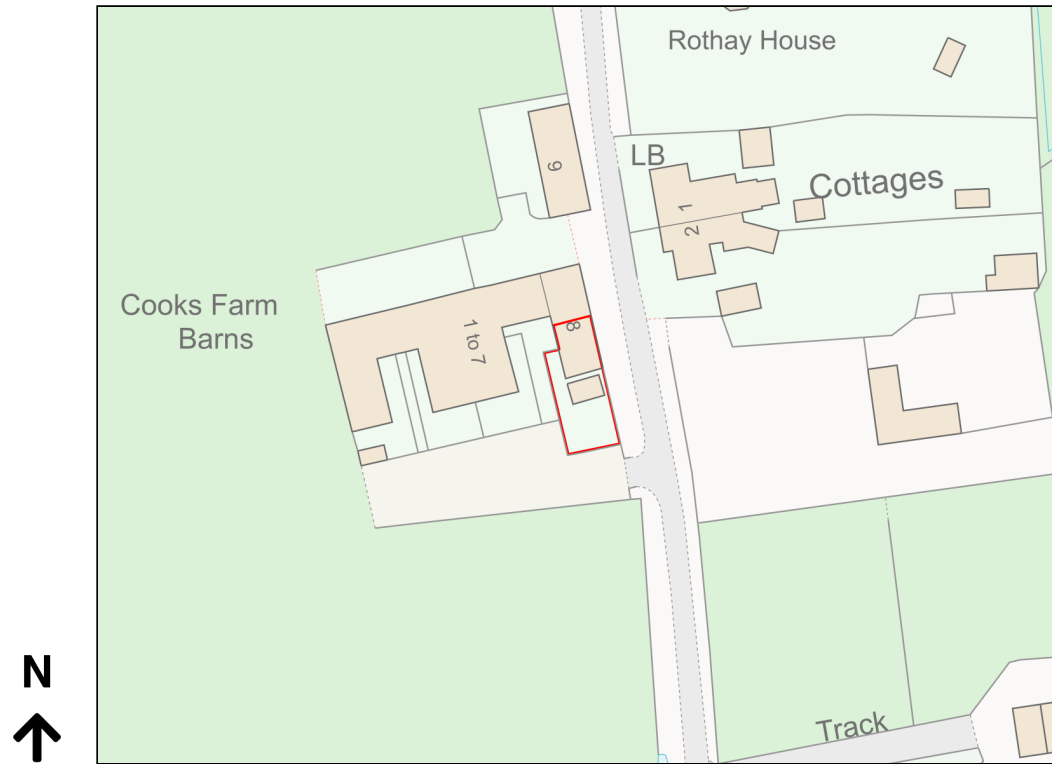 Rothay House
LB
9
1
2
Cottages
Cooks Farm
Barns
1 to 7
8
Track
N